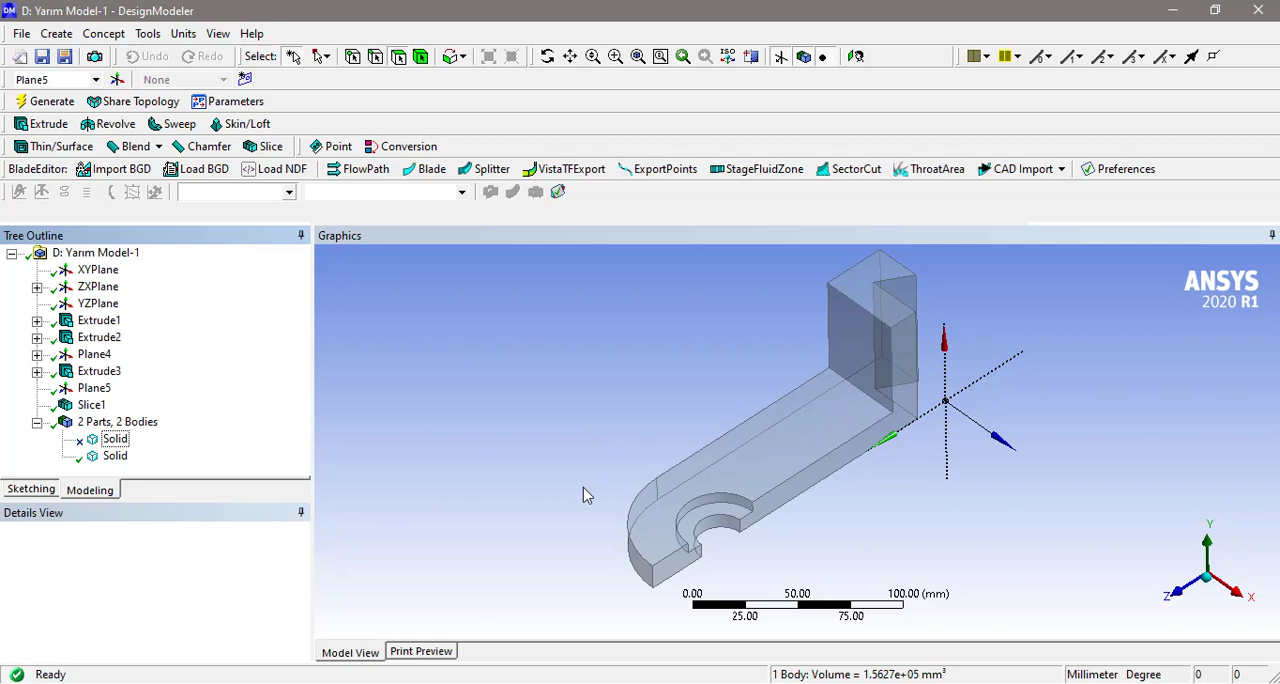 D: Yarım Model-1 - DesignModeler
File Create Concept Tools Units View Help
Undo Redo Select:
Plane5 None
Generate Share Topology Parameters
Extrude Revolve Sweep Skin/Loft
Thin/Surface Blend Chamfer Slice Point Conversion
BladeEditor: Import BGD Load BGD Load NDF FlowPath Blade Splitter VistaTFExport ExportPoints StageFluidZone SectorCut ThroatArea CAD Import Preferences
Tree Outline
D: Yarım Model-1
XYPlane
ZXPlane
YZPlane
Extrude1
Extrude2
Plane4
Extrude3
Plane5
Slice1
2 Parts, 2 Bodies
Solid
Solid
Sketching Modeling
Details View
Graphics
ANSYS
2020 R1
0.00 50.00 100.00 (mm)
25.00 75.00
Y
Z
X
Model View Print Preview
Ready 1 Body: Volume = 1.5627e+05 mm³ Millimeter Degree 0 0